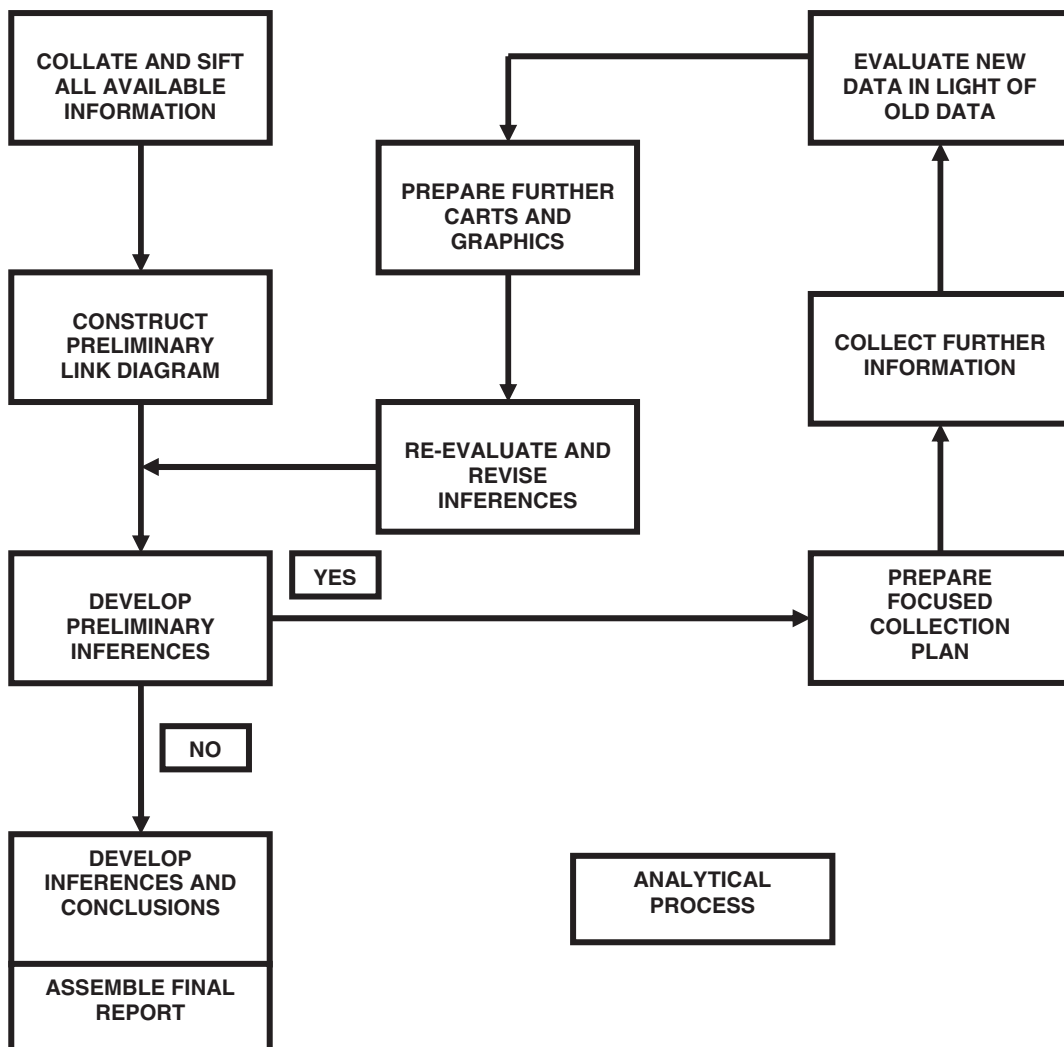 COLLATE AND SIFT
ALL AVAILABLE
INFORMATION
EVALUATE NEW
DATA IN LIGHT OF
OLD DATA
PREPARE FURTHER
CARTS AND
GRAPHICS
CONSTRUCT
PRELIMINARY
LINK DIAGRAM
COLLECT FURTHER
INFORMATION
RE-EVALUATE AND
REVISE
INFERENCES
YES
DEVELOP
PRELIMINARY
INFERENCES
PREPARE
FOCUSED
COLLECTION
PLAN
NO
DEVELOP
INFERENCES AND
CONCLUSIONS
ANALYTICAL
PROCESS
ASSEMBLE FINAL
REPORT